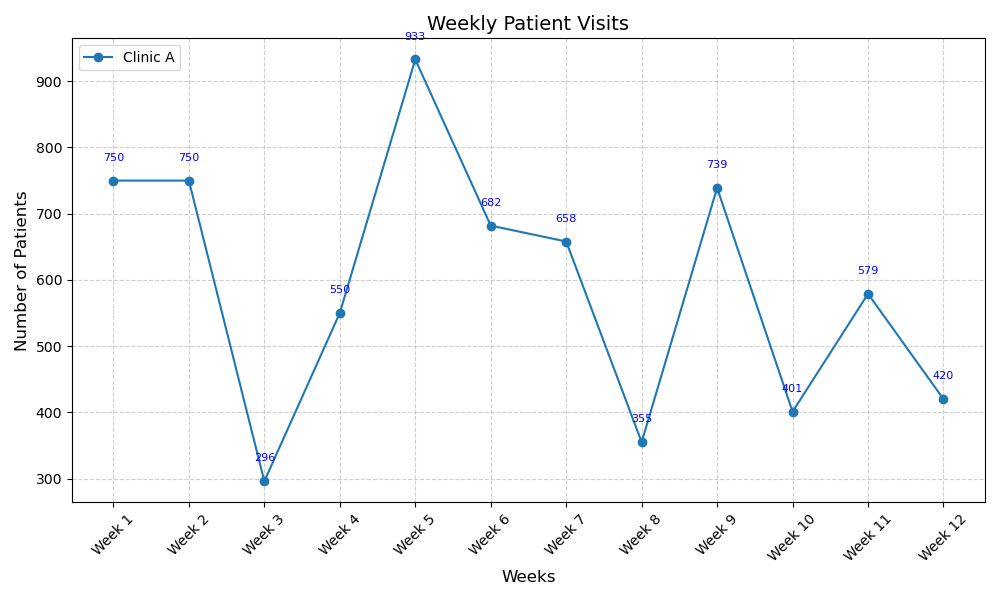 Weekly Patient Visits
Clinic A
Number of Patients
900
800
700
600
500
400
300
750
750
296
550
933
682
658
355
739
401
579
420
Week 1
Week 2
Week 3
Week 4
Week 5
Week 6
Week 7
Week 8
Week 9
Week 10
Week 11
Week 12
Weeks